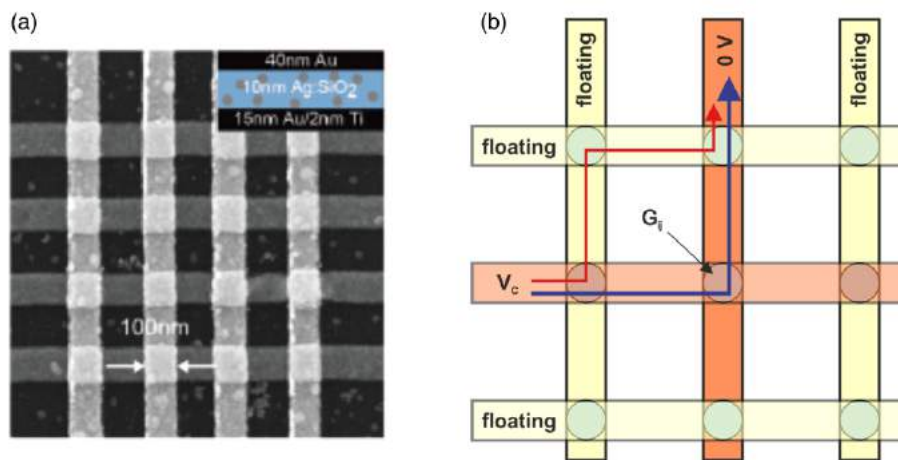 (a)
40nm Au
10nm Ag:SiO2
15nm Au/2nm Ti
100nm
(b)
floating
0 V
floating
floating
Gij
Vc
floating